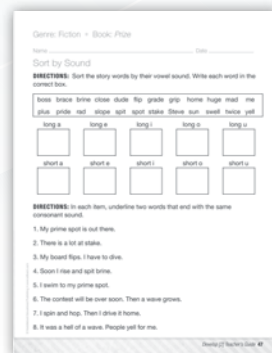 Genre: Fiction • Book: Prize
Name Date
Sort by Sound
DIRECTIONS: Sort the story words by their vowel sound. Write each word in the
correct box.
boss brace brine close dude flip grade grip home huge mad me
plus pride rad slope spit spot stake Steve sun swell twice yell
long a long e long i long o long u
short a short e short i short o short u
DIRECTIONS: In each item, underline two words that end with the same
consonant sound.
1. My prime spot is out there.
2. There is a lot at stake.
3. My board flips. I have to dive.
4. Soon I rise and spit brine.
5. I swim to my prime spot.
6. The contest will be over soon. Then a wave grows.
7. I spin and hop. Then I drive it home.
8. It was a hell of a wave. People yell for me.
Teacher's Guide 47